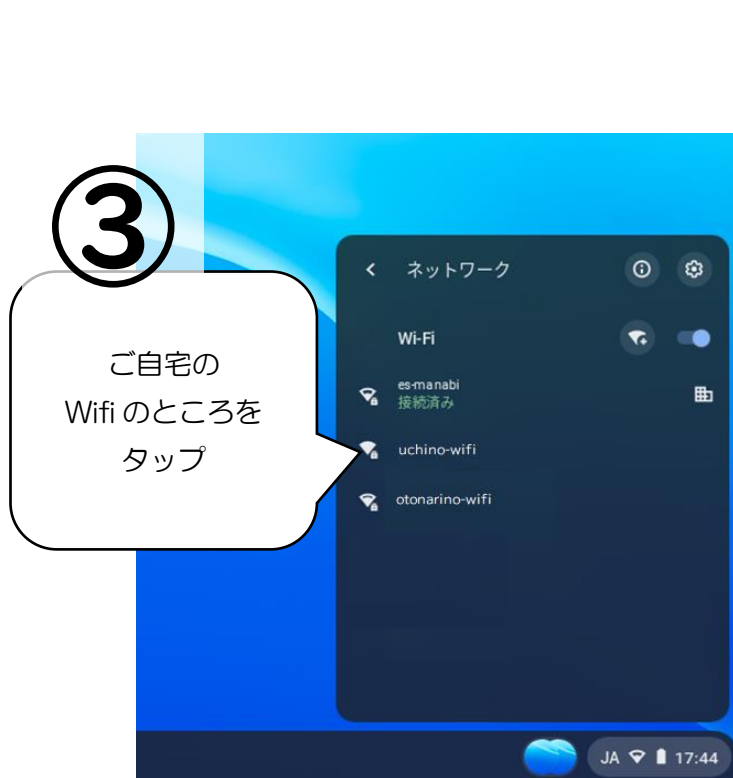 ③
ご自宅の
Wifi のところを
タップ
ネットワーク
Wi-Fi
es-manabi
接続済み
uchino-wifi
otonarino-wifi
JA 17:44